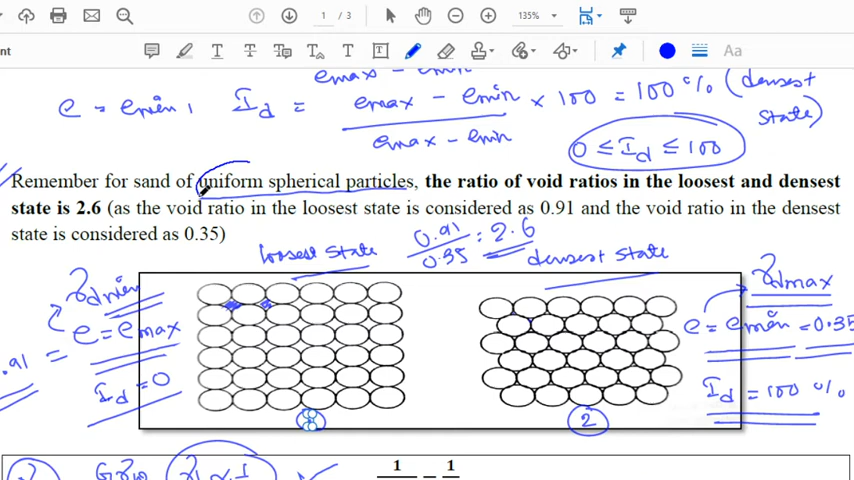 1 / 3
135%
ent
T T T T T
Aa
emax - emin
e = emin, Id = emax - emin × 100 = 100 % (densest
emax - emin
state)
0 ≤ Id ≤ 100
Remember for sand of uniform spherical particles, the ratio of void ratios in the loosest and densest
state is 2.6 (as the void ratio in the loosest state is considered as 0.91 and the void ratio in the densest
state is considered as 0.35)
loosest state 0.91 = 2.6 densest state
0.35
γdmin γdmax
e = emax e = emin = 0.35
.91 =
Id = 0 Id = 100 %
2
1 1